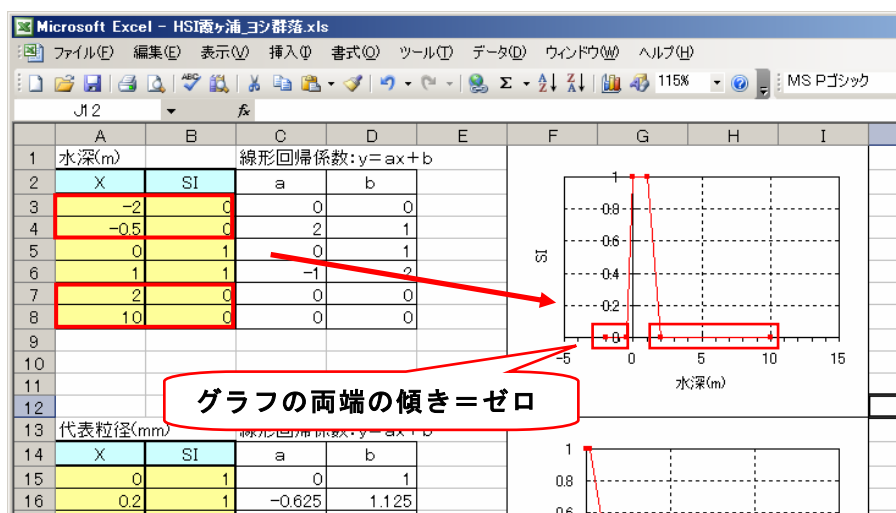 Microsoft Excel - HSI霞ヶ浦_ヨシ群落.xls
ファイル(F) 編集(E) 表示(V) 挿入(I) 書式(O) ツール(T) データ(D) ウィンドウ(W) ヘルプ(H)
115% MS Pゴシック
J12 fx
A B C D E F G H I
1 水深(m) 線形回帰係数:y=ax+b
2 X SI a b
3 -2 0 0 0
4 -0.5 0 2 1
5 0 1 0 1
6 1 1 -1 2
7 2 0 0 0
8 10 0 0 0
9
10
11
12
13 代表粒径(mm) 線形回帰係数:y=ax+b
14 X SI a b
15 0 1 0 1
16 0.2 1 -0.625 1.125
1
0.8
0.6
0.4
0.2
0
SI
-5 0 5 10 15
水深(m)
グラフの両端の傾き=ゼロ
1
0.8
0.6